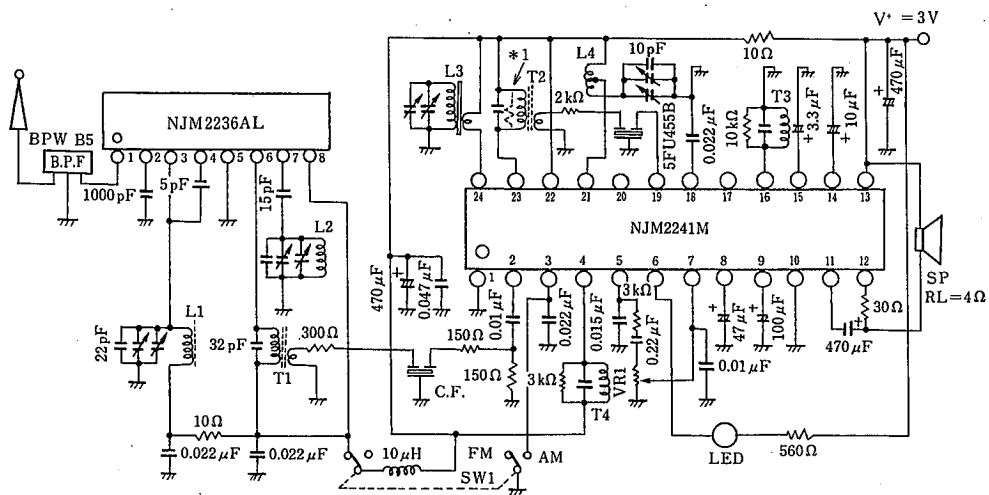 V⁺ = 3V
10Ω
470μF
L3
*1
T2
L4
10pF
2kΩ
5FU455B
0.022μF
10kΩ
T3
3.3μF
10μF
NJM2236AL
BPW B5
B.P.F
1 2 3 4 5 6 7 8
1000pF
5pF
15pF
L2
24 23 22 21 20 19 18 17 16 15 14 13
NJM2241M
1 2 3 4 5 6 7 8 9 10 11 12
SP
RL=4Ω
470μF
0.047μF
0.01μF
0.022μF
0.015μF
3kΩ
0.22μF
47μF
100μF
30Ω
470μF
0.01μF
L1
22pF
32pF
T1
300Ω
150Ω
150Ω
C.F.
3kΩ
T4
VR1
10Ω
0.022μF
0.022μF
10μH
FM
AM
SW1
LED
560Ω